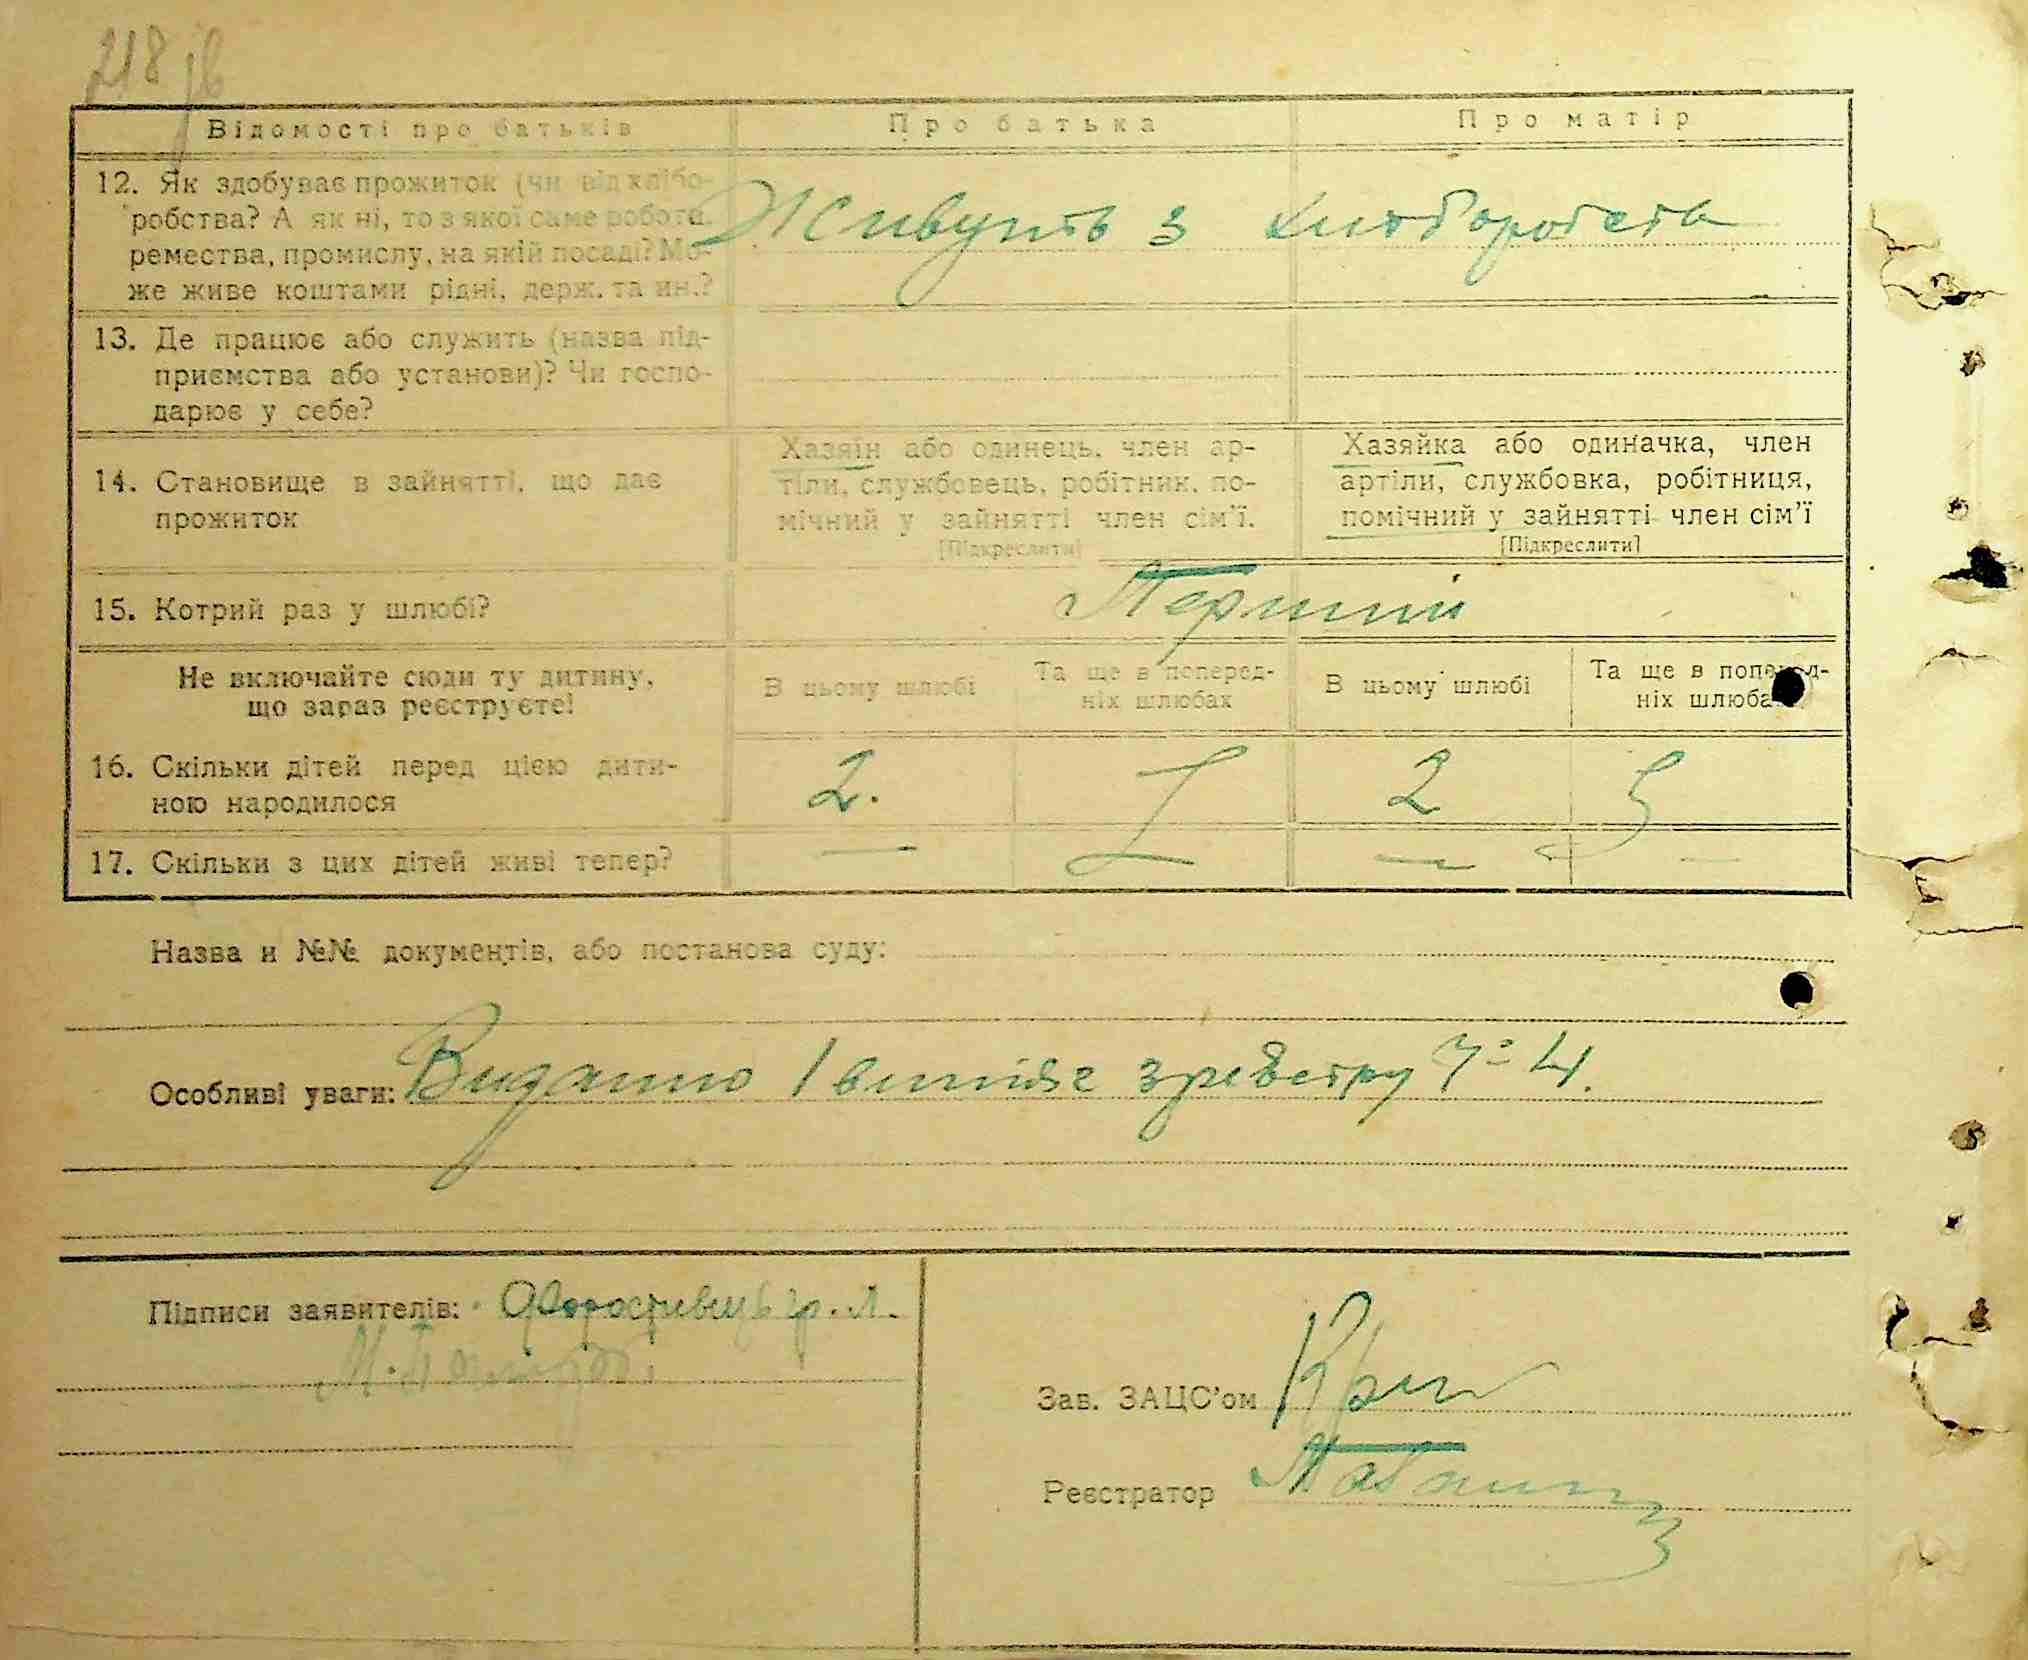 218 зв
Відомості про батьків
Про батька
Про матір
12. Як здобуває прожиток (чи від хлібо-
робства? А як ні, то з якої саме роботи,
ремества, промислу, на якій посаді? Мо-
же живе коштами рідні, держ. та ин.?
Живуть з хліборобств
13. Де працює або служить (назва під-
приємства або установи)? Чи госпо-
дарює у себе?
14. Становище в зайнятті, що дає
прожиток
Хазяїн або одинець, член ар-
тіли, службовець, робітник, по-
мічний у зайнятті член сім'ї.
[Підкреслити]
Хазяйка або одиначка, член
артіли, службовка, робітниця,
помічний у зайнятті член сім'ї
[Підкреслити]
15. Котрий раз у шлюбі?
Перший
Не включайте сюди ту дитину,
що зараз реєструєте!
В цьому шлюбі
Та ще в поперед-
ніх шлюбах
В цьому шлюбі
Та ще в поперед-
ніх шлюбах
16. Скільки дітей перед цією дити-
ною народилося
2.
2
17. Скільки з цих дітей живі тепер?
—
—
—
Назва и №№ документів, або постанова суду:
Особливі уваги: Виданно 1 з реєстру 4.
Підписи заявителів:
Зав. ЗАЦС'ом
Реєстратор